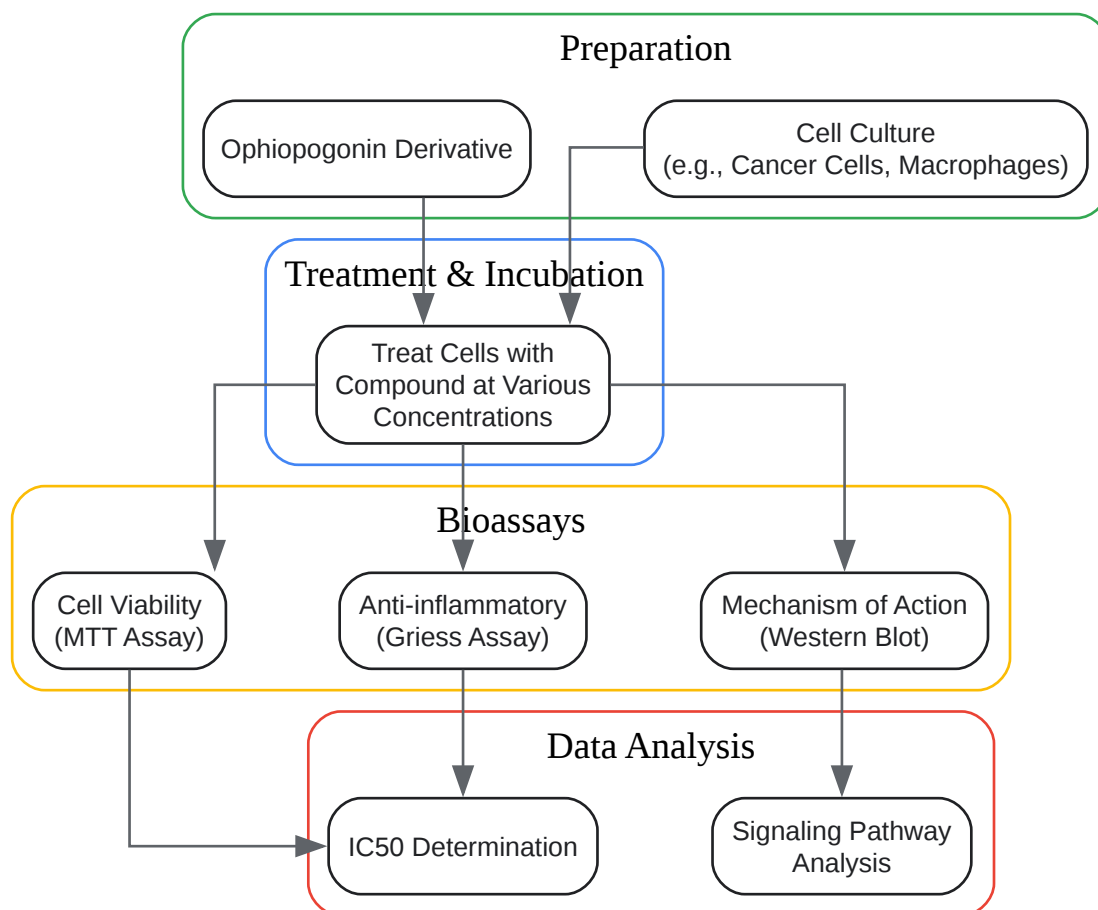 Preparation
Ophiopogonin Derivative
Cell Culture
(e.g., Cancer Cells, Macrophages)
Treatment & Incubation
Treat Cells with
Compound at Various
Concentrations
Bioassays
Cell Viability
(MTT Assay)
Anti-inflammatory
(Griess Assay)
Mechanism of Action
(Western Blot)
Data Analysis
IC50 Determination
Signaling Pathway
Analysis